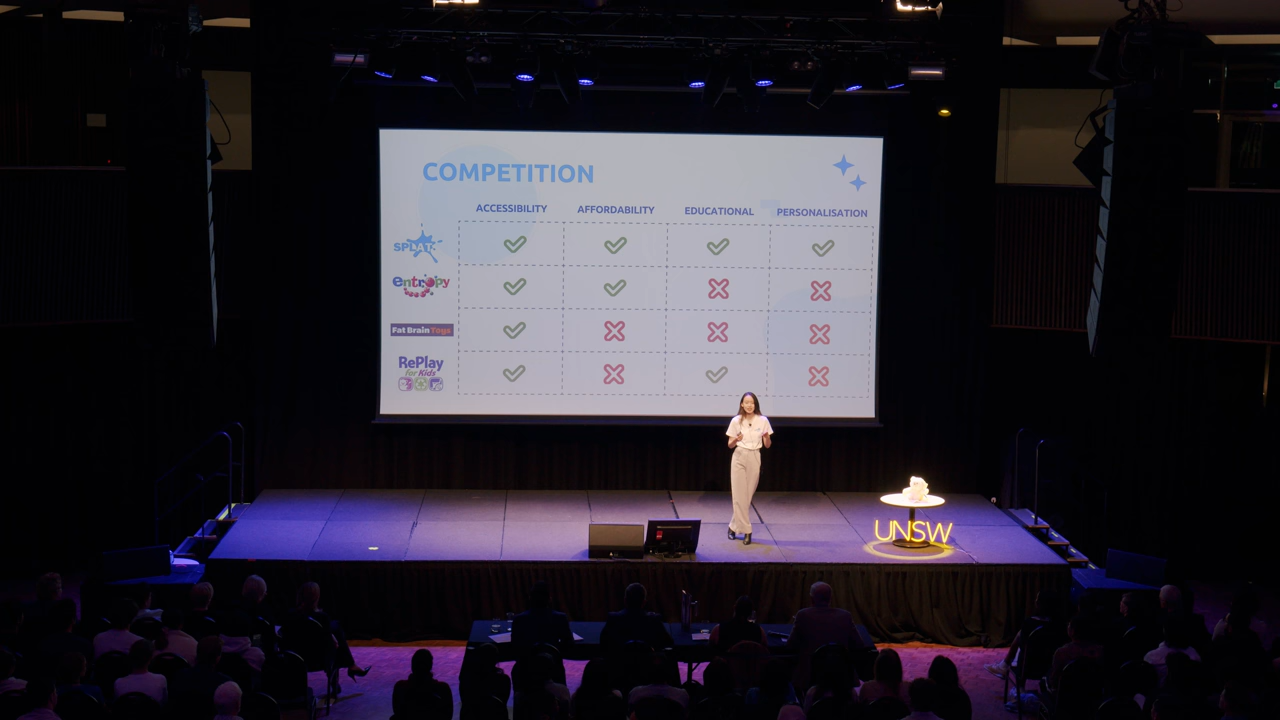 COMPETITION
ACCESSIBILITY AFFORDABILITY EDUCATIONAL PERSONALISATION
SPLAT
entropy
Fat Brain Toys
RePlay
for Kids
UNSW